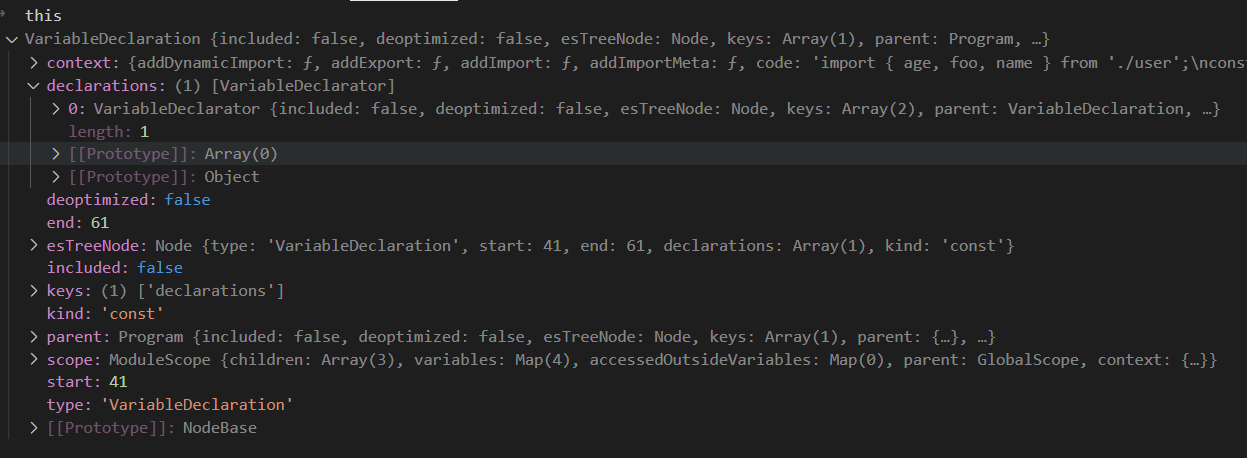 this
VariableDeclaration {included: false, deoptimized: false, esTreeNode: Node, keys: Array(1), parent: Program, …}
context: {addDynamicImport: ƒ, addExport: ƒ, addImport: ƒ, addImportMeta: ƒ, code: 'import { age, foo, name } from './user';\nconst
declarations: (1) [VariableDeclarator]
0: VariableDeclarator {included: false, deoptimized: false, esTreeNode: Node, keys: Array(2), parent: VariableDeclaration, …}
length: 1
[[Prototype]]: Array(0)
[[Prototype]]: Object
deoptimized: false
end: 61
esTreeNode: Node {type: 'VariableDeclaration', start: 41, end: 61, declarations: Array(1), kind: 'const'}
included: false
keys: (1) ['declarations']
kind: 'const'
parent: Program {included: false, deoptimized: false, esTreeNode: Node, keys: Array(1), parent: {…}, …}
scope: ModuleScope {children: Array(3), variables: Map(4), accessedOutsideVariables: Map(0), parent: GlobalScope, context: {…}}
start: 41
type: 'VariableDeclaration'
[[Prototype]]: NodeBase